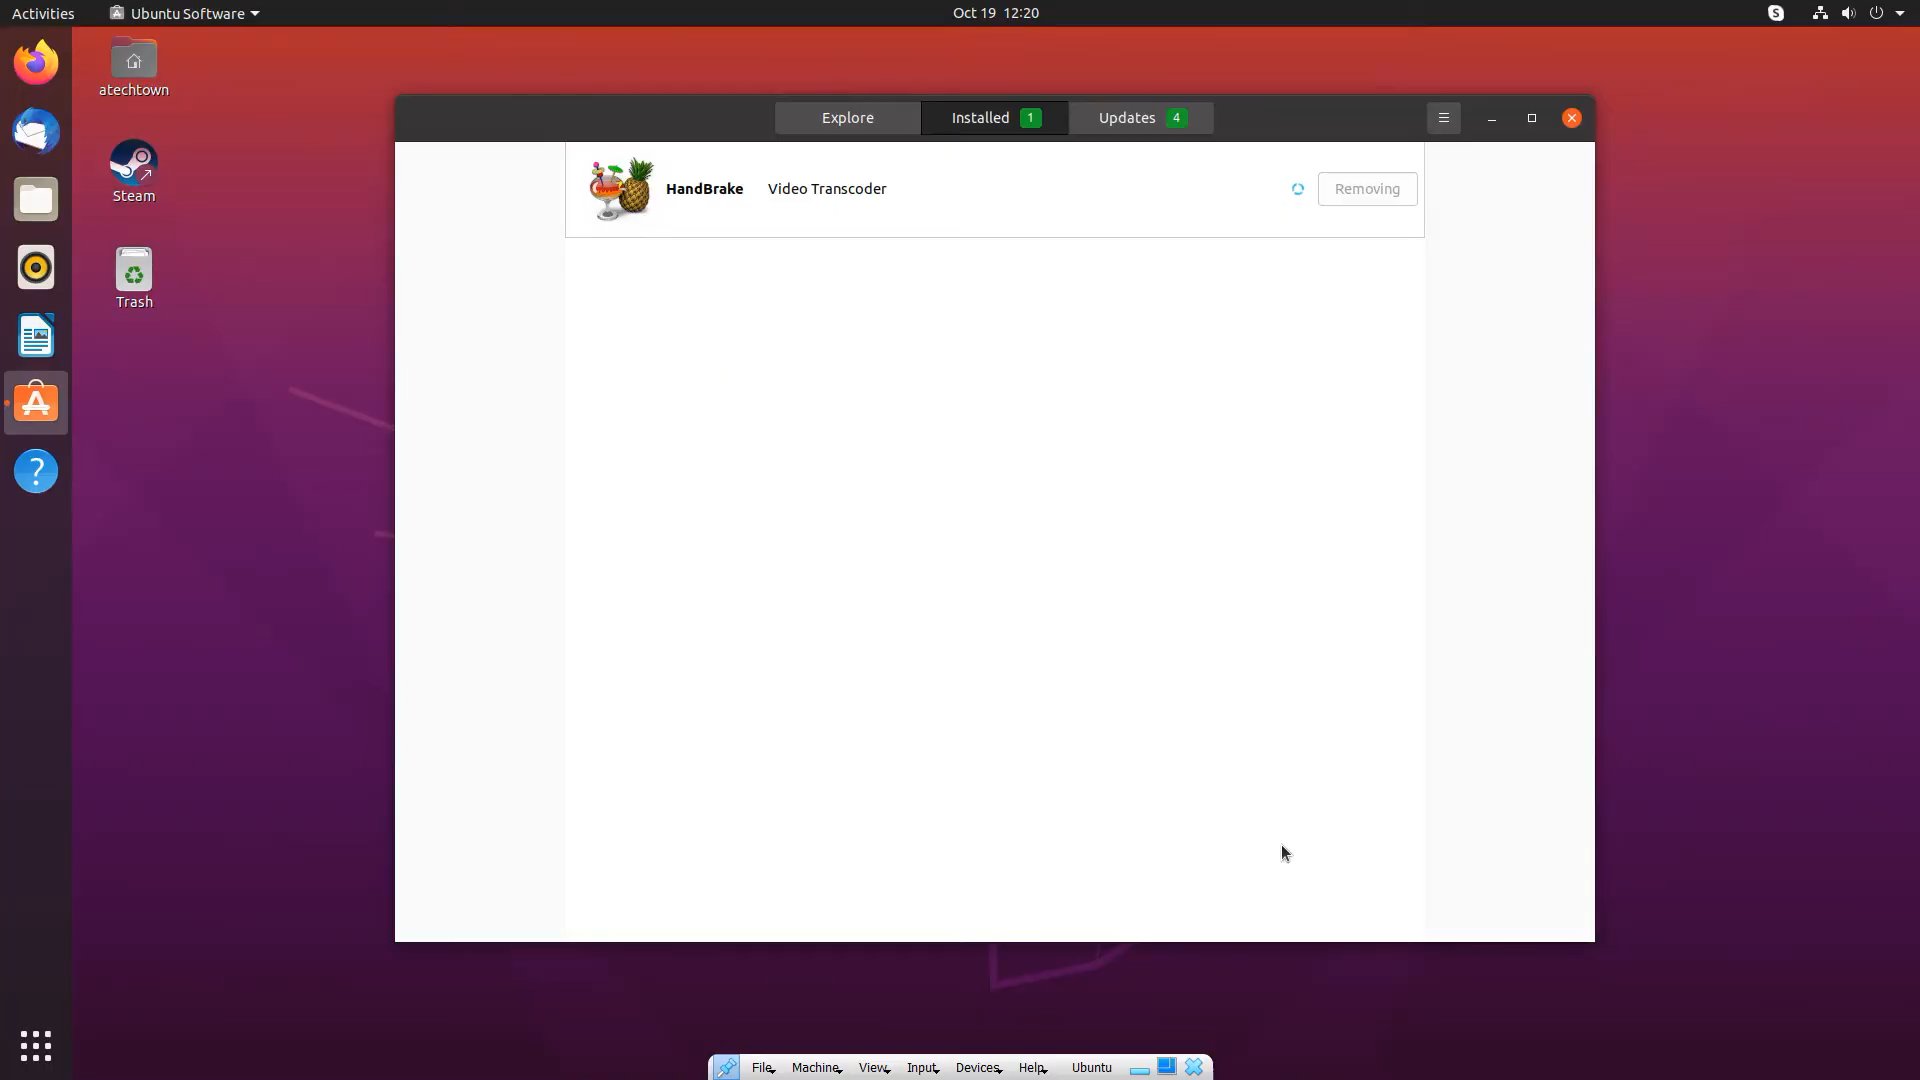 Activities
Ubuntu Software
Oct 19 12:20
S
atechtown
Steam
Trash
Explore
Installed 1
Updates 4
HandBrake
Video Transcoder
Removing
?
File
Machine
View
Input
Devices
Help
Ubuntu